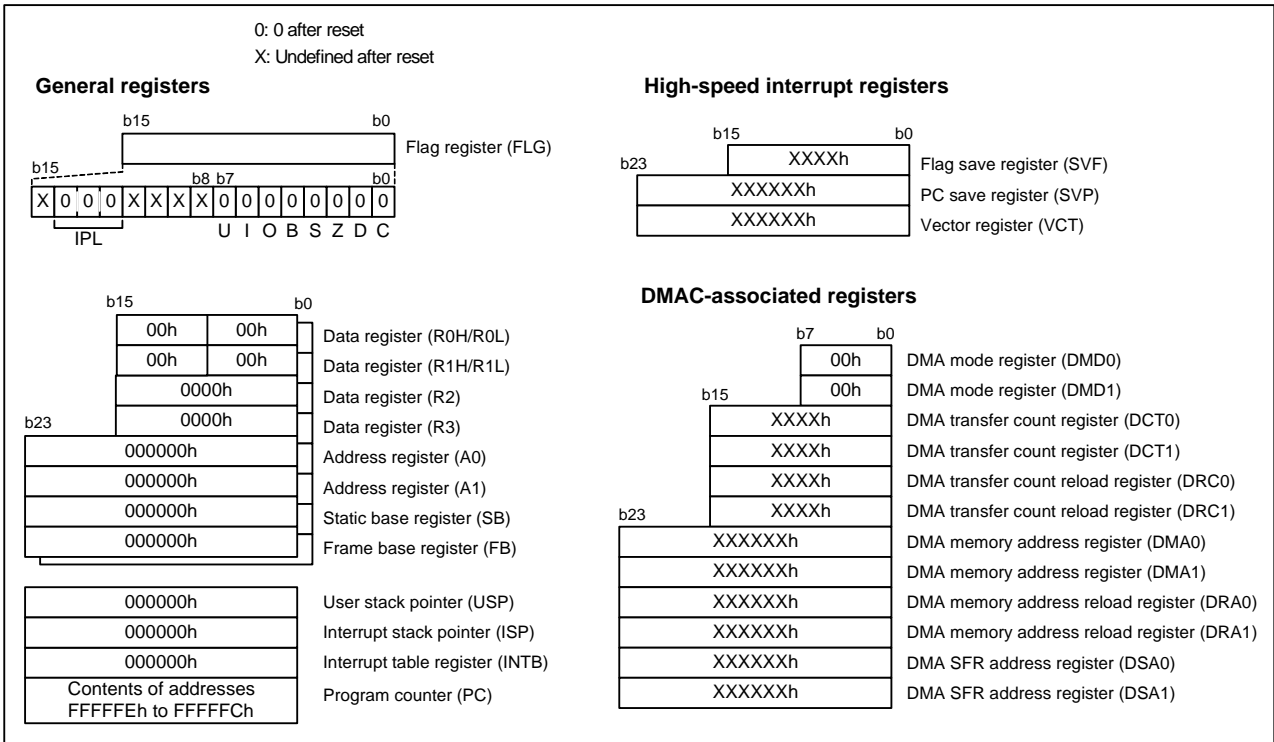 0: 0 after reset
X: Undefined after reset
General registers
b15 b0
Flag register (FLG)
b15 b8 b7 b0
X 0 0 0 X X X X 0 0 0 0 0 0 0 0
IPL U I O B S Z D C
b15 b0
00h 00h Data register (R0H/R0L)
00h 00h Data register (R1H/R1L)
0000h Data register (R2)
b23 0000h Data register (R3)
000000h Address register (A0)
000000h Address register (A1)
000000h Static base register (SB)
000000h Frame base register (FB)
000000h User stack pointer (USP)
000000h Interrupt stack pointer (ISP)
000000h Interrupt table register (INTB)
Contents of addresses
FFFFFEh to FFFFFCh
Program counter (PC)
High-speed interrupt registers
b15 b0
b23 XXXXh Flag save register (SVF)
XXXXXXh PC save register (SVP)
XXXXXXh Vector register (VCT)
DMAC-associated registers
b7 b0
00h DMA mode register (DMD0)
b15 00h DMA mode register (DMD1)
XXXXh DMA transfer count register (DCT0)
XXXXh DMA transfer count register (DCT1)
XXXXh DMA transfer count reload register (DRC0)
b23 XXXXh DMA transfer count reload register (DRC1)
XXXXXXh DMA memory address register (DMA0)
XXXXXXh DMA memory address register (DMA1)
XXXXXXh DMA memory address reload register (DRA0)
XXXXXXh DMA memory address reload register (DRA1)
XXXXXXh DMA SFR address register (DSA0)
XXXXXXh DMA SFR address register (DSA1)